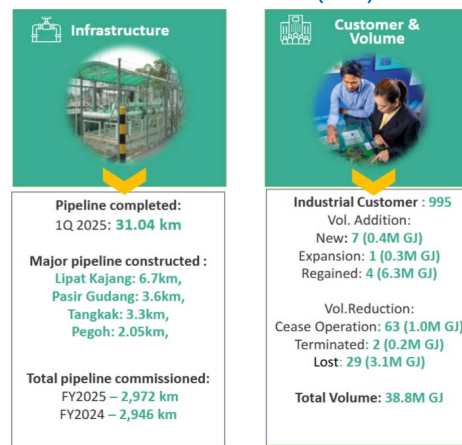 Infrastructure
Pipeline completed:
1Q 2025: 31.04 km
Major pipeline constructed :
Lipat Kajang: 6.7km,
Pasir Gudang: 3.6km,
Tangkak: 3.3km,
Pegoh: 2.05km,
Total pipeline commissioned:
FY2025 – 2,972 km
FY2024 – 2,946 km
Customer &
Volume
Industrial Customer : 995
Vol. Addition:
New: 7 (0.4M GJ)
Expansion: 1 (0.3M GJ)
Regained: 4 (6.3M GJ)
Vol.Reduction:
Cease Operation: 63 (1.0M GJ)
Terminated: 2 (0.2M GJ)
Lost: 29 (3.1M GJ)
Total Volume: 38.8M GJ